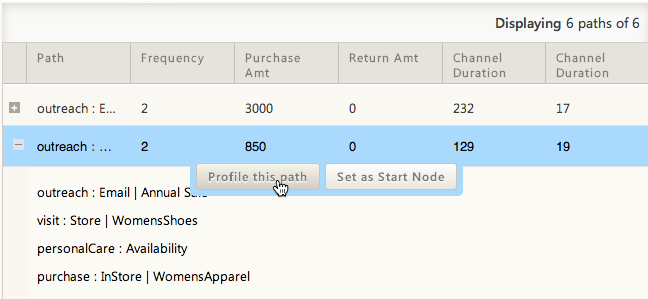 Displaying 6 paths of 6
Path Frequency Purchase Amt Return Amt Channel Duration Channel Duration
outreach : E... 2 3000 0 232 17
outreach : ... 2 850 0 129 19
Profile this path Set as Start Node
outreach : Email | Annual
visit : Store | WomensShoes
personalCare : Availability
purchase : InStore | WomensApparel